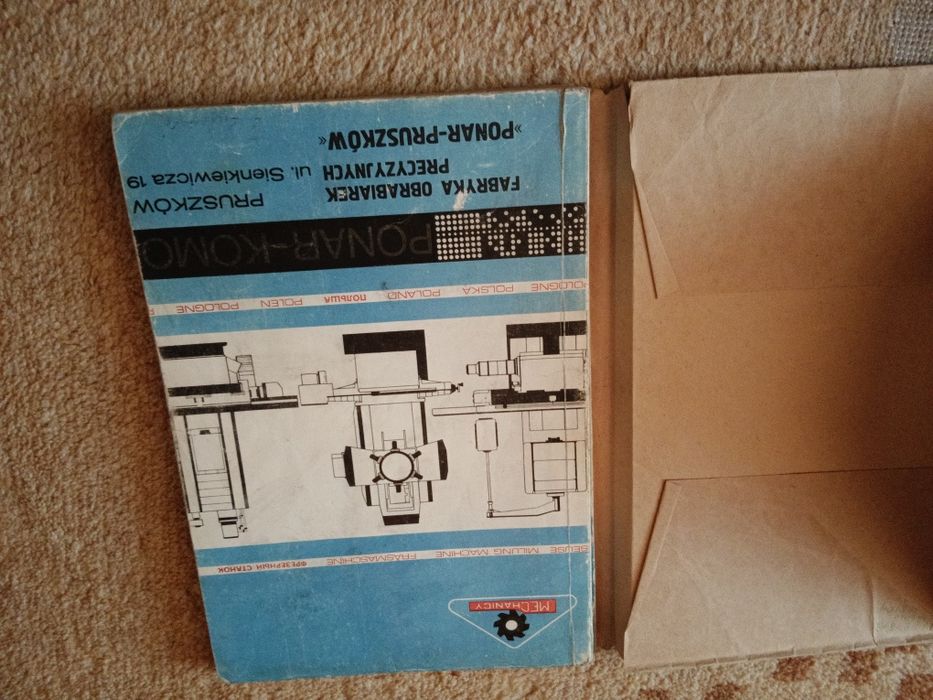 MECHANICY
SEUSE MILLING MACHINE FRÄSMASCHINE ФРЕЗЕРНЫЙ СТАНОК
POLOGNE POLSKA POLAND ПОЛЬША POLEN POLOGNE
PONAR-KOMO
FABRYKA OBRABIAREK PRUSZKÓW
PRECYZYJNYCH ul. Sienkiewicza 19
»PONAR-PRUSZKÓW«